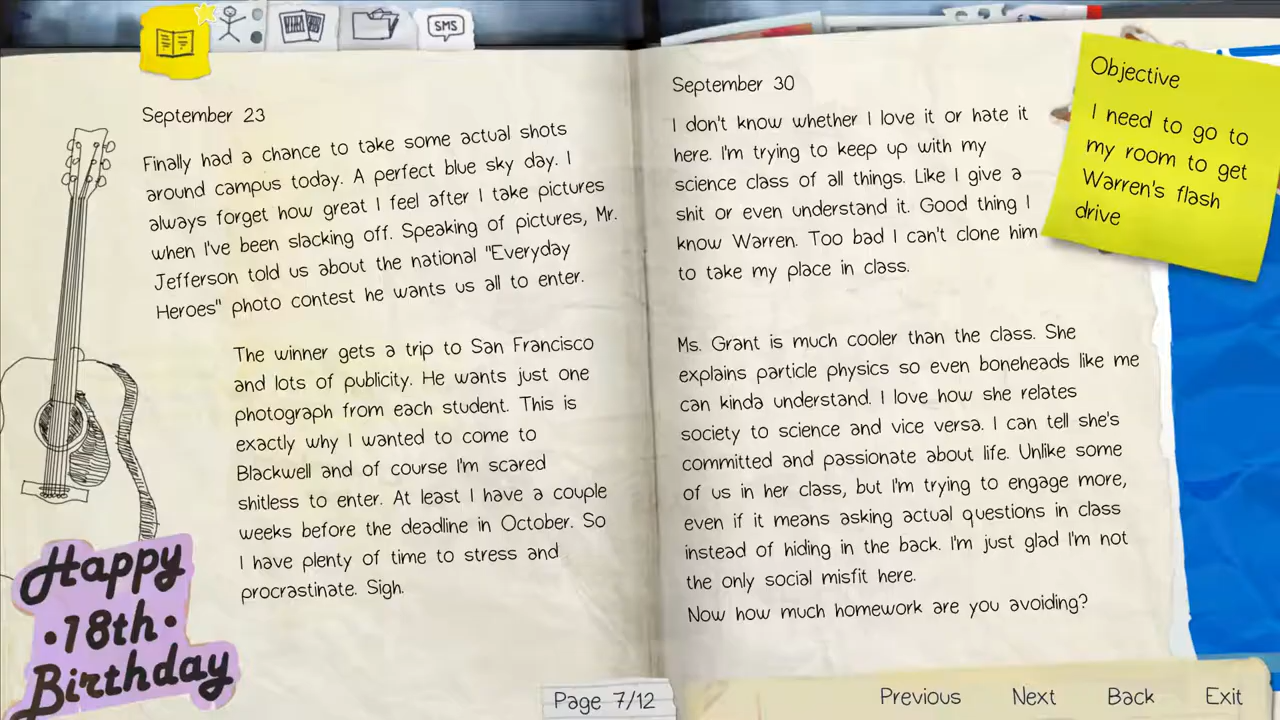 SMS
September 23
Finally had a chance to take some actual shots
around campus today. A perfect blue sky day. I
always forget how great I feel after I take pictures
when I've been slacking off. Speaking of pictures, Mr.
Jefferson told us about the national "Everyday
Heroes" photo contest he wants us all to enter.
The winner gets a trip to San Francisco
and lots of publicity. He wants just one
photograph from each student. This is
exactly why I wanted to come to
Blackwell and of course I'm scared
shitless to enter. At least I have a couple
weeks before the deadline in October. So
I have plenty of time to stress and
procrastinate. Sigh.
Happy
•18th•
Birthday
September 30
I don't know whether I love it or hate it
here. I'm trying to keep up with my
science class of all things. Like I give a
shit or even understand it. Good thing I
know Warren. Too bad I can't clone him
to take my place in class.
Ms. Grant is much cooler than the class. She
explains particle physics so even boneheads like me
can kinda understand. I love how she relates
society to science and vice versa. I can tell she's
committed and passionate about life. Unlike some
of us in her class, but I'm trying to engage more,
even if it means asking actual questions in class
instead of hiding in the back. I'm just glad I'm not
the only social misfit here.
Now how much homework are you avoiding?
Objective
I need to go to
my room to get
Warren's flash
drive
Page 7/12
Previous Next Back Exit